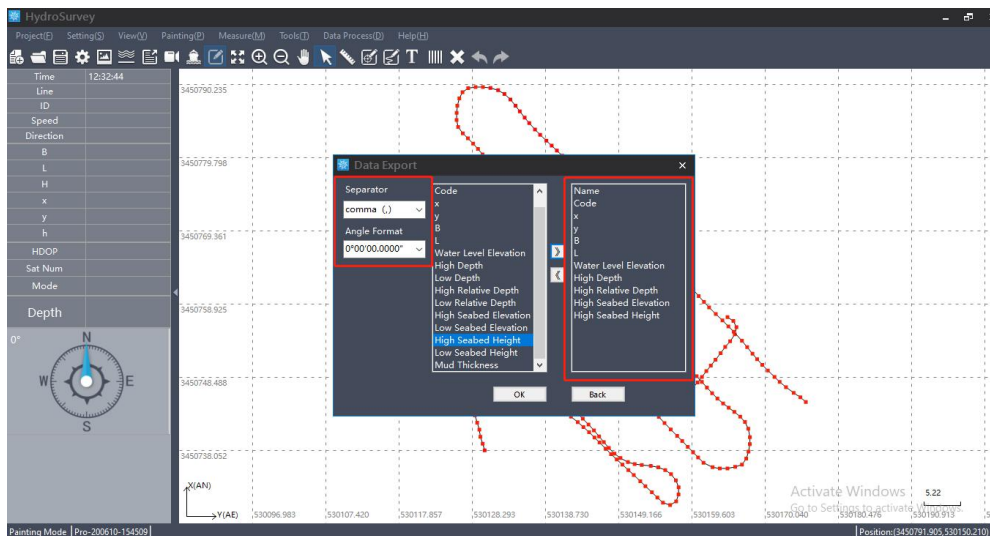 HydroSurvey
Project(F) Setting(S) View(V) Painting(P) Measure(M) Tools(T) Data Process(D) Help(H)
Time 12:32:44
Line
ID
Speed
Direction
B
L
H
x
y
h
HDOP
Sat Num
Mode
Depth
0°
N
W
E
S
3450790.235
3450779.798
3450769.361
3450758.925
3450748.488
3450738.052
X(AN)
Y(AE)
530096.983 530107.420 530117.857 530128.293 530138.730 530149.166 530159.603 530170.040 530180.476 530190.913
5.22
Data Export
Separator
comma (,)
Angle Format
0°00'00.0000"
Code
x
y
B
L
Water Level Elevation
High Depth
Low Depth
High Relative Depth
Low Relative Depth
High Seabed Elevation
Low Seabed Elevation
High Seabed Height
Low Seabed Height
Mud Thickness
Name
Code
x
y
B
L
Water Level Elevation
High Depth
High Relative Depth
High Seabed Elevation
High Seabed Height
OK
Back
Activate Windows
Go to Settings to activate Windows.
Painting Mode Pro-200610-154509
Position:(3450791.905,530150.210)